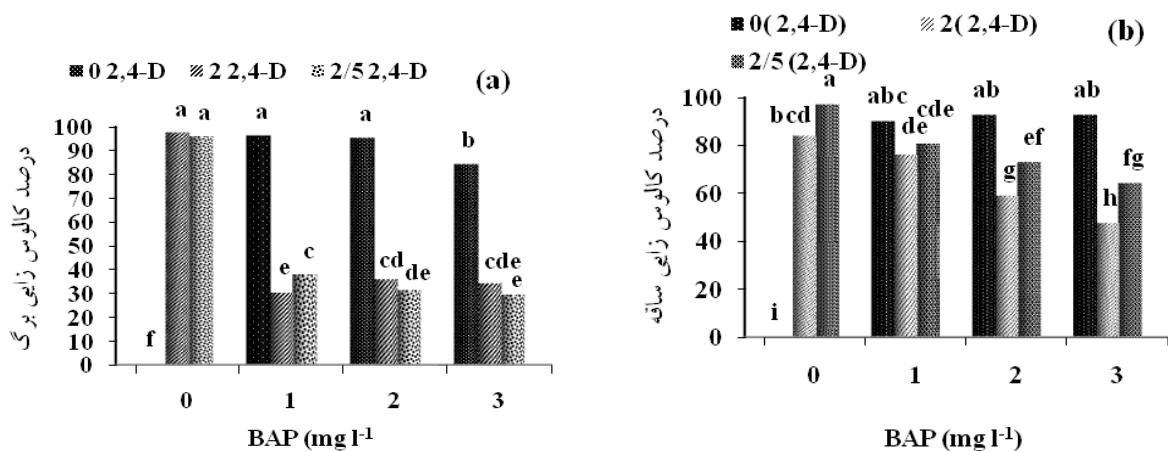 0 2,4-D 2 2,4-D 2/5 2,4-D
(a)
درصد کالوس زایی برگ
100
90
80
70
60
50
40
30
20
10
0
f a a
a e c
a cd de
b cde e
0 1 2 3
BAP (mg l-1
0( 2,4-D) 2( 2,4-D)
2/5 (2,4-D)
(b)
درصد کالوس زایی ساقه
100
80
60
40
20
0
i b cd a
ab c de cde
ab g ef
ab h fg
0 1 2 3
BAP (mg l-1)